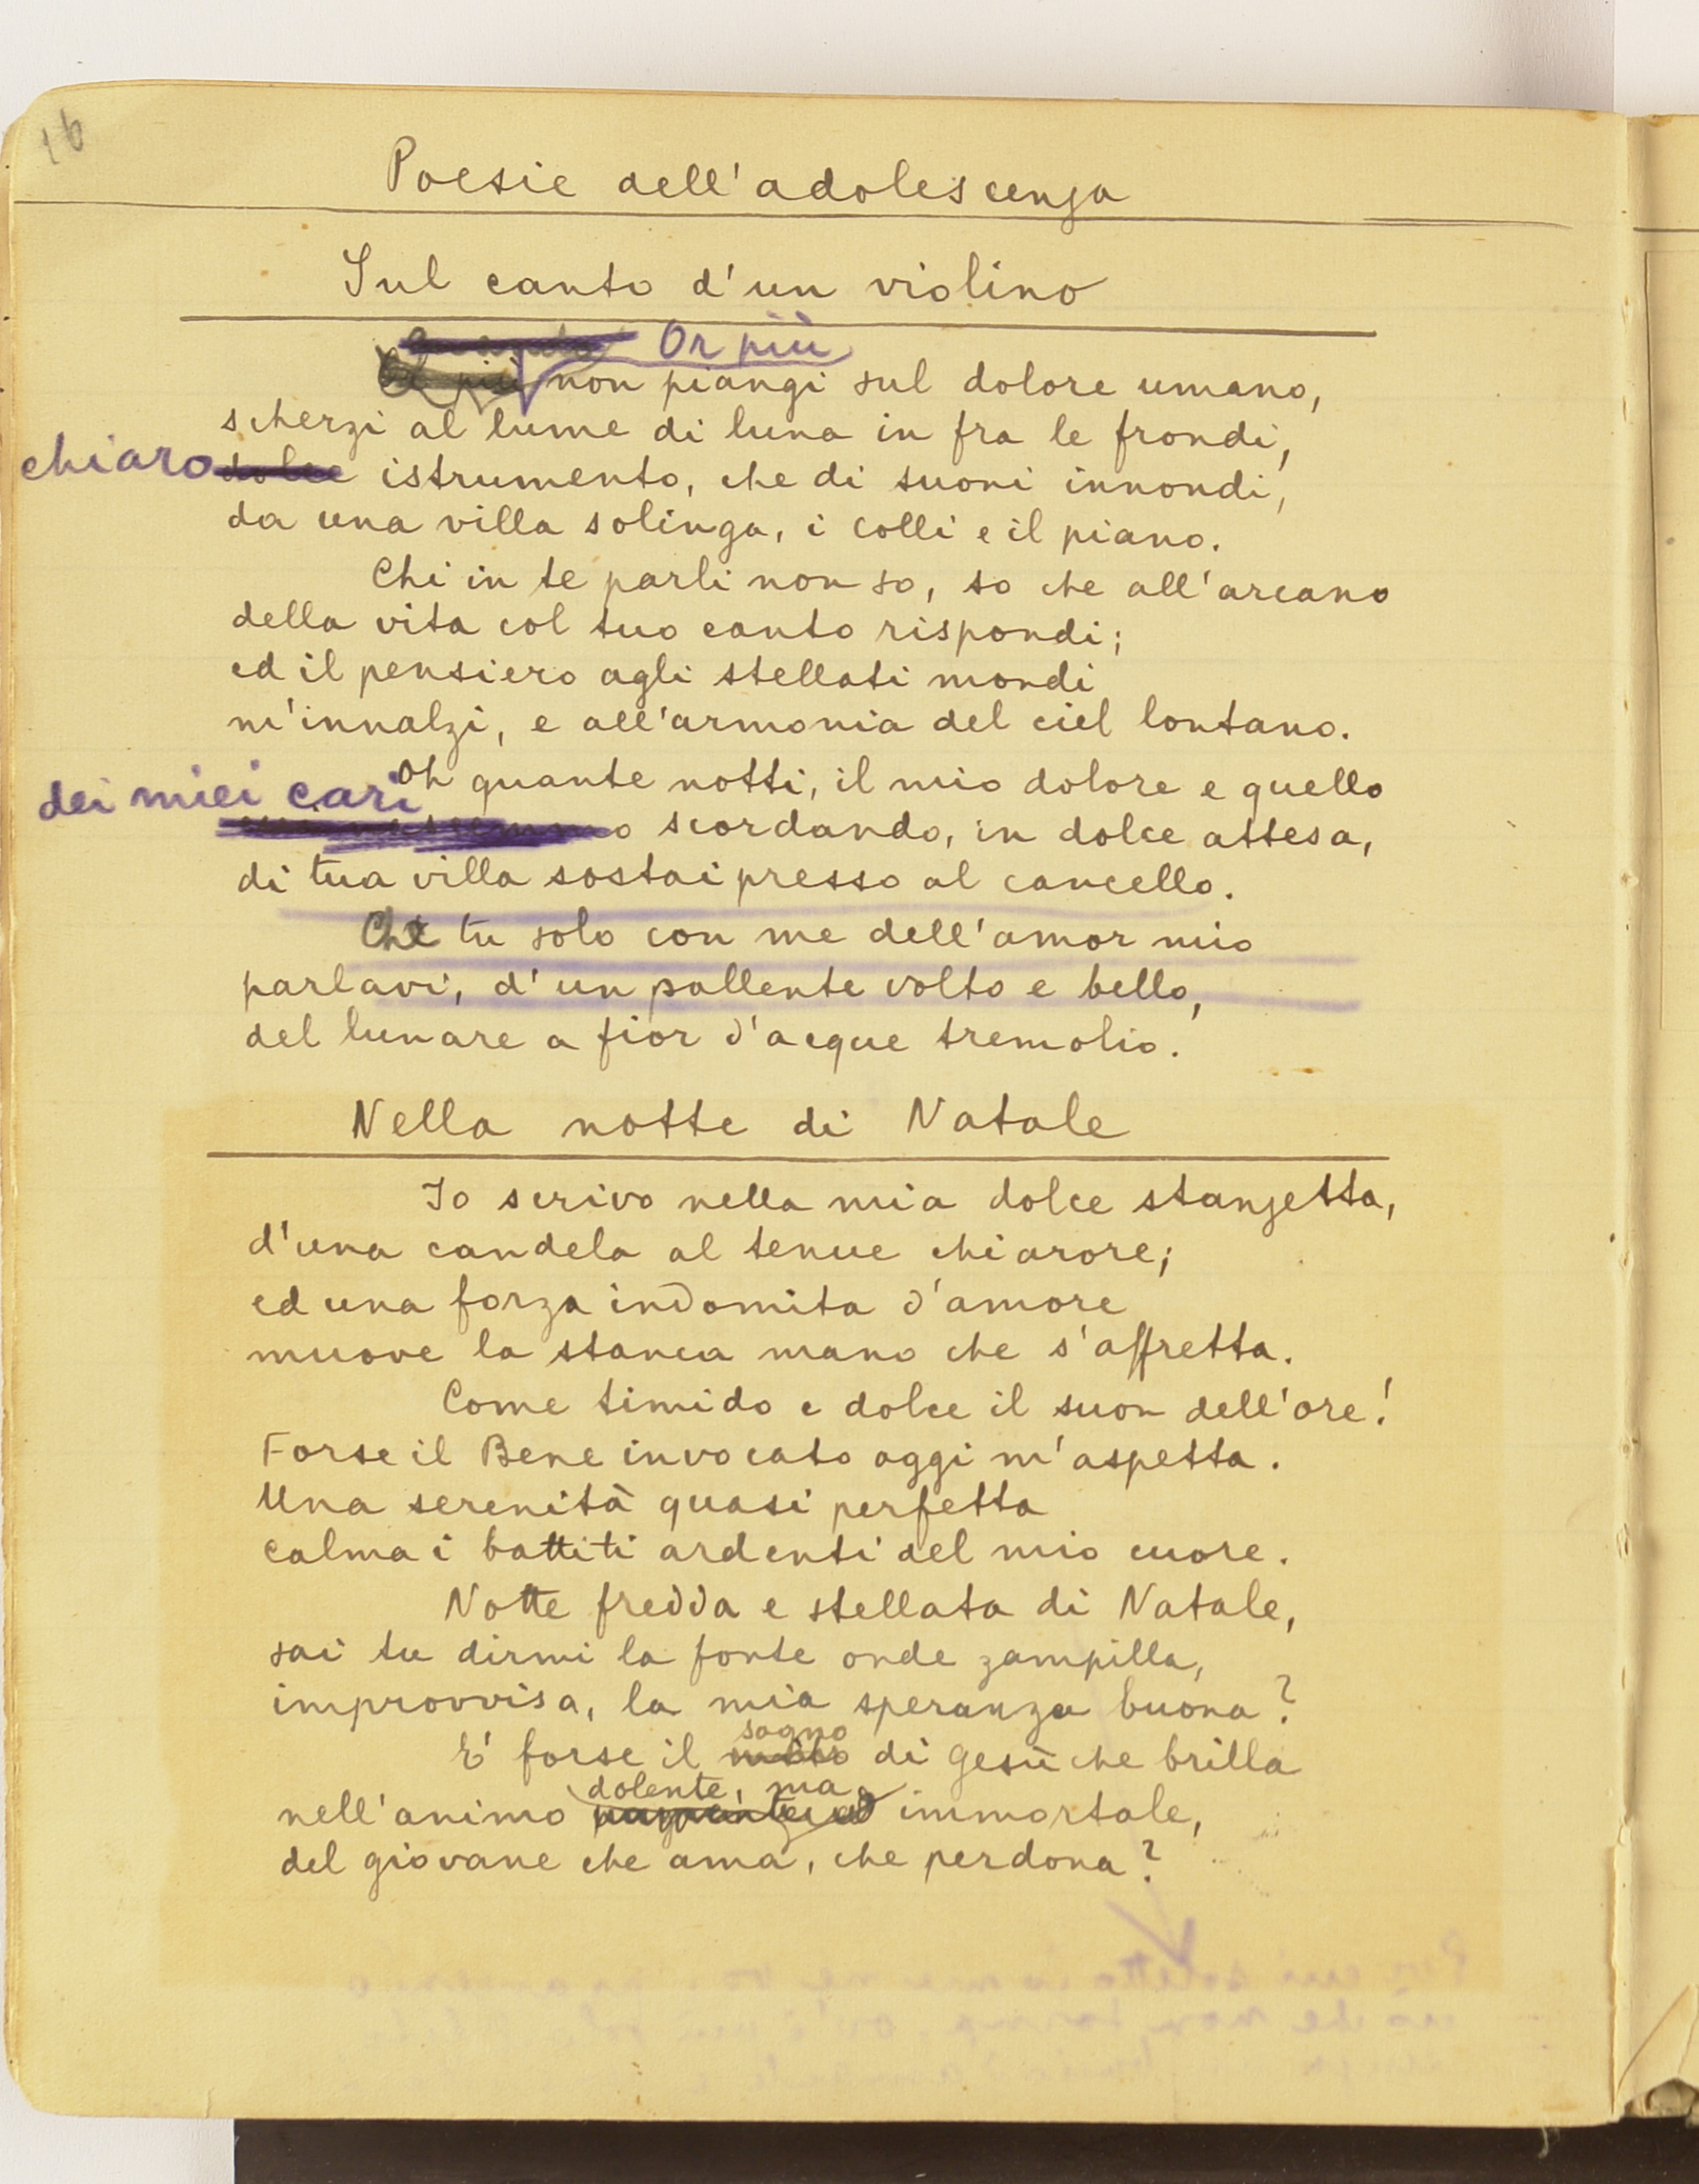 16
Poesie dell'adolescenza
Sul canto d'un violino
Or più
non piangi sul dolore umano,
scherzi al lume di luna in fra le frondi,
chiaro dolce istrumento, che di suoni innondi,
da una villa solinga, i colli e il piano.
Chi in te parli non so, so che all'arcano
della vita col tuo canto rispondi;
ed il pensiero agli stellati mondi
m'innalzi, e all'armonia del ciel lontano.
Oh quante notti, il mio dolore e quello
dei miei cari
scordando, in dolce attesa,
di tua villa sostai presso al cancello.
Chè tu solo con me dell'amor mio
parlavi, d'un pallente volto e bello,
del lunare a fior d'acque tremolio.
Nella notte di Natale
Io scrivo nella mia dolce stanzetta,
d'una candela al tenue chiarore;
ed una forza indomita d'amore
muove la stanca mano che s'affretta.
Come timido e dolce il suon dell'ore!
Forse il Bene invocato oggi m'aspetta.
Una serenità quasi perfetta
calma i battiti ardenti del mio cuore.
Notte fredda e stellata di Natale,
sai tu dirmi la fonte onde zampilla,
improvvisa, la mia speranza buona?
sogno
E' forse il di Gesù che brilla
dolente, ma
nell'animo immortale,
del giovane che ama, che perdona?